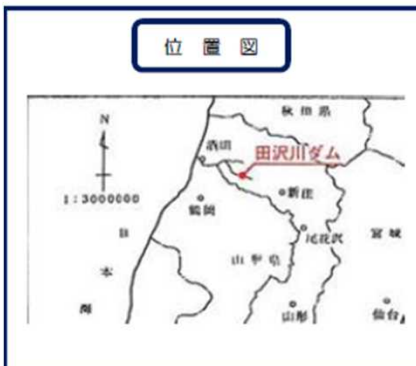 位置図
秋田県
N
酒田
田沢川ダム
1:3000000
新庄
鶴岡
尾花沢
宮城
日本海
山形県
山形
仙台